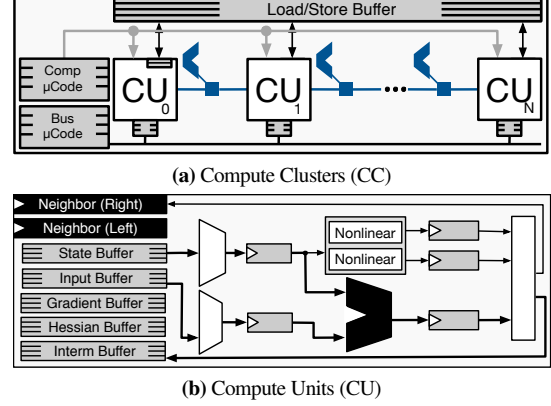 Load/Store Buffer
Comp
µCode
CU
0
CU
1
CU
N
Bus
µCode
(a) Compute Clusters (CC)
Neighbor (Right)
Neighbor (Left)
State Buffer
Input Buffer
Gradient Buffer
Hessian Buffer
Interm Buffer
Nonlinear
Nonlinear
(b) Compute Units (CU)